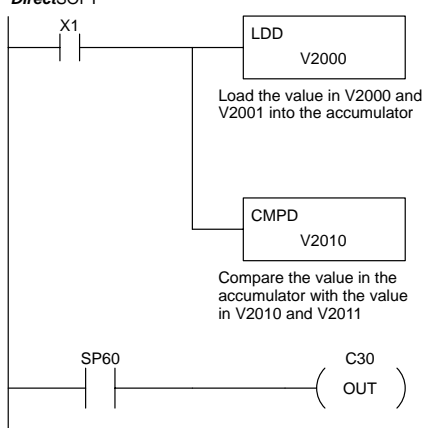 DirectSOFT
X1
LDD
V2000
Load the value in V2000 and
V2001 into the accumulator
CMPD
V2010
Compare the value in the
accumulator with the value
in V2010 and V2011
SP60
C30
OUT